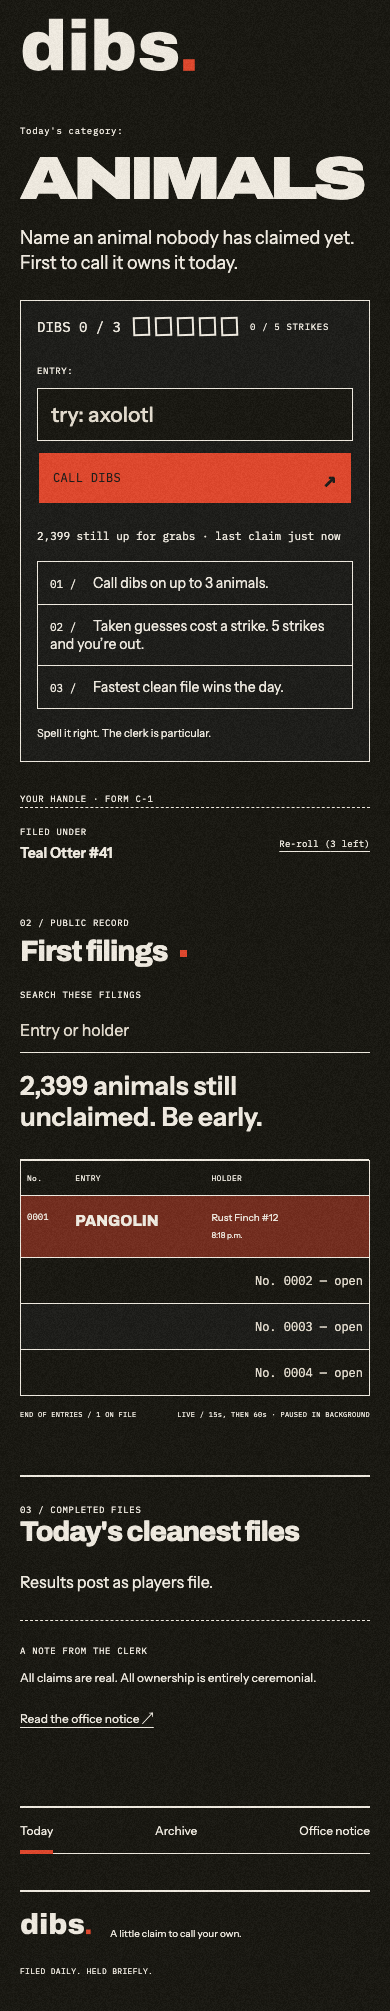 dibs.
Today's category:
ANIMALS
Name an animal nobody has claimed yet.
First to call it owns it today.
DIBS 0 / 3
0 / 5 STRIKES
ENTRY:
try: axolotl
CALL DIBS ↗
2,399 still up for grabs · last claim just now
01 / Call dibs on up to 3 animals.
02 / Taken guesses cost a strike. 5 strikes
and you're out.
03 / Fastest clean file wins the day.
Spell it right. The clerk is particular.
YOUR HANDLE · FORM C-1
FILED UNDER
Teal Otter #41
Re-roll (3 left)
02 / PUBLIC RECORD
First filings
SEARCH THESE FILINGS
Entry or holder
2,399 animals still
unclaimed. Be early.
No. ENTRY HOLDER
0001 PANGOLIN Rust Finch #12
8:18 p.m.
No. 0002 — open
No. 0003 — open
No. 0004 — open
END OF ENTRIES / 1 ON FILE
LIVE / 15s, THEN 60s · PAUSED IN BACKGROUND
03 / COMPLETED FILES
Today's cleanest files
Results post as players file.
A NOTE FROM THE CLERK
All claims are real. All ownership is entirely ceremonial.
Read the office notice ↗
Today Archive Office notice
dibs. A little claim to call your own.
FILED DAILY. HELD BRIEFLY.